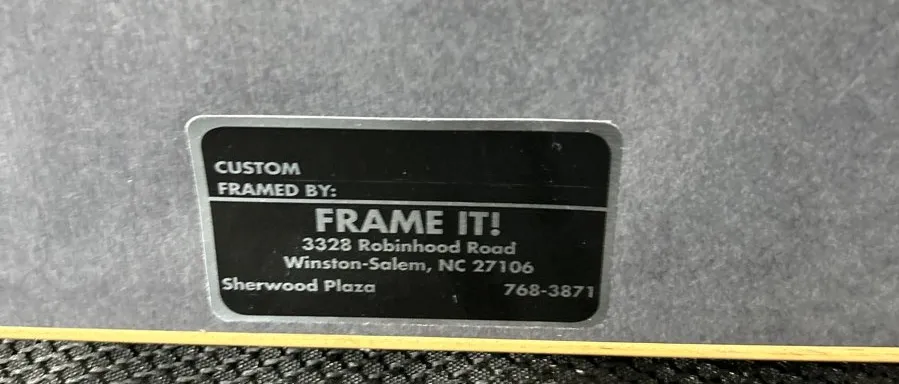 CUSTOM
FRAMED BY:
FRAME IT!
3328 Robinhood Road
Winston-Salem, NC 27106
Sherwood Plaza 768-3871